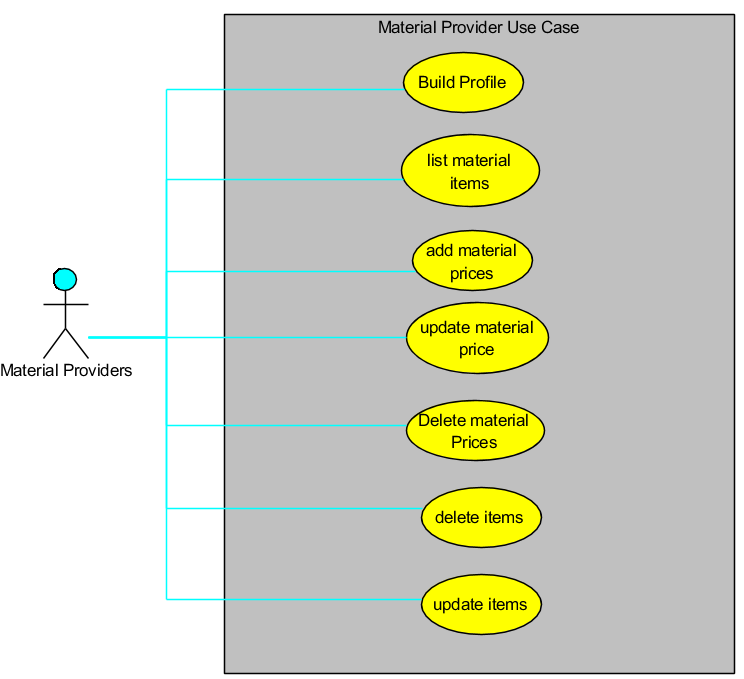 Material Provider Use Case
Build Profile
list material
items
add material
prices
update material
price
Material Providers
Delete material
Prices
delete items
update items